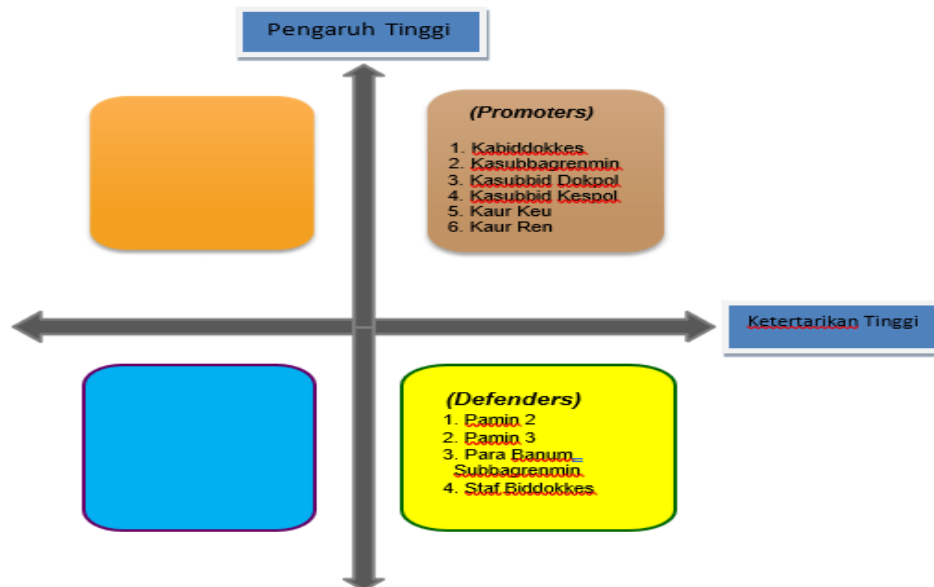 Pengaruh Tinggi
(Promoters)
1. Kabiddokkes
2. Kasubbagrenmin
3. Kasubbid Dokpol
4. Kasubbid Kespol
5. Kaur Keu
6. Kaur Ren
Ketertarikan Tinggi
(Defenders)
1. Pamin 2
2. Pamin 3
3. Para Banum
Subbagrenmin
4. Staf Biddokkes